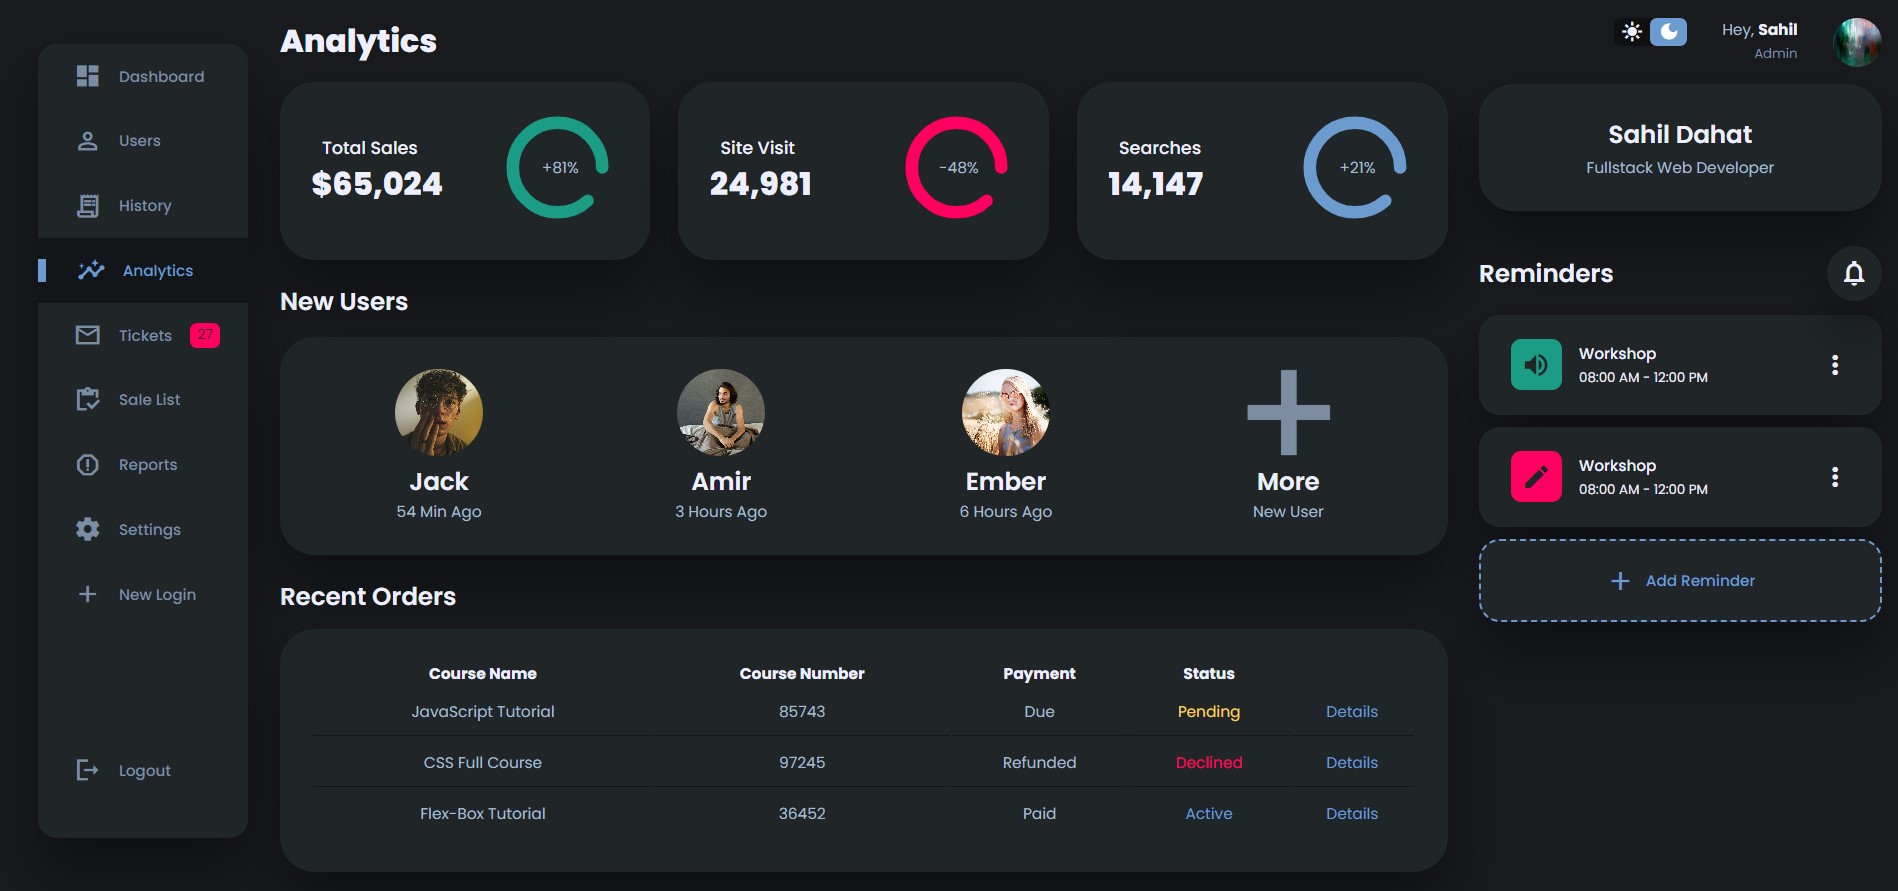 Dashboard
Users
History
Analytics
Tickets 27
Sale List
Reports
Settings
New Login
Logout
Analytics
Total Sales
$65,024
+81%
Site Visit
24,981
-48%
Searches
14,147
+21%
New Users
Jack
54 Min Ago
Amir
3 Hours Ago
Ember
6 Hours Ago
More
New User
Recent Orders
Course Name Course Number Payment Status
JavaScript Tutorial 85743 Due Pending Details
CSS Full Course 97245 Refunded Declined Details
Flex-Box Tutorial 36452 Paid Active Details
Hey, Sahil
Admin
Sahil Dahat
Fullstack Web Developer
Reminders
Workshop
08:00 AM - 12:00 PM
Workshop
08:00 AM - 12:00 PM
Add Reminder